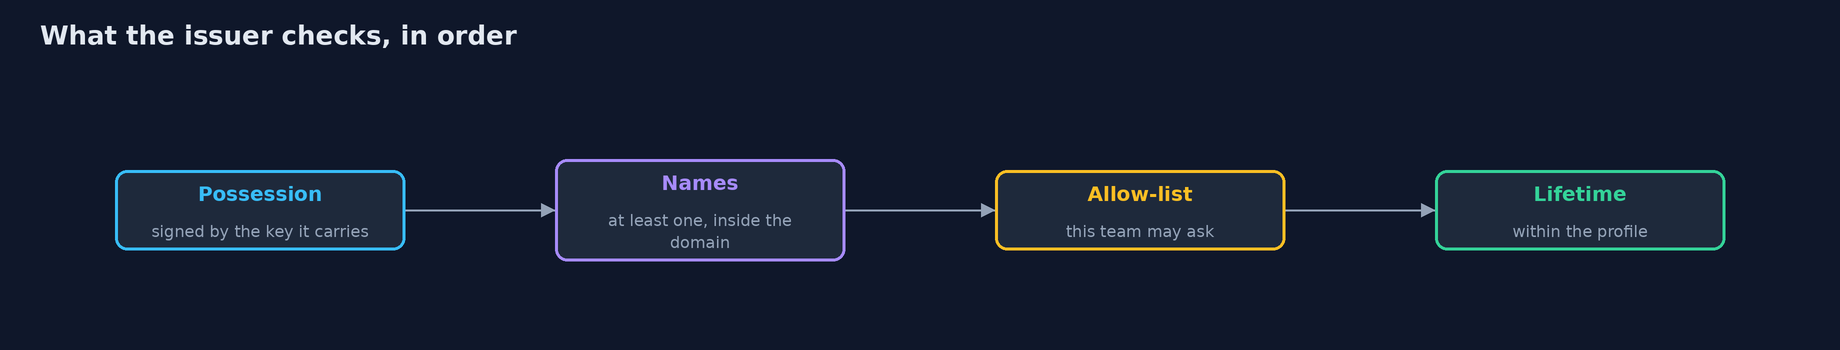 What the issuer checks, in order
Possession
signed by the key it carries
Names
at least one, inside the
domain
Allow-list
this team may ask
Lifetime
within the profile